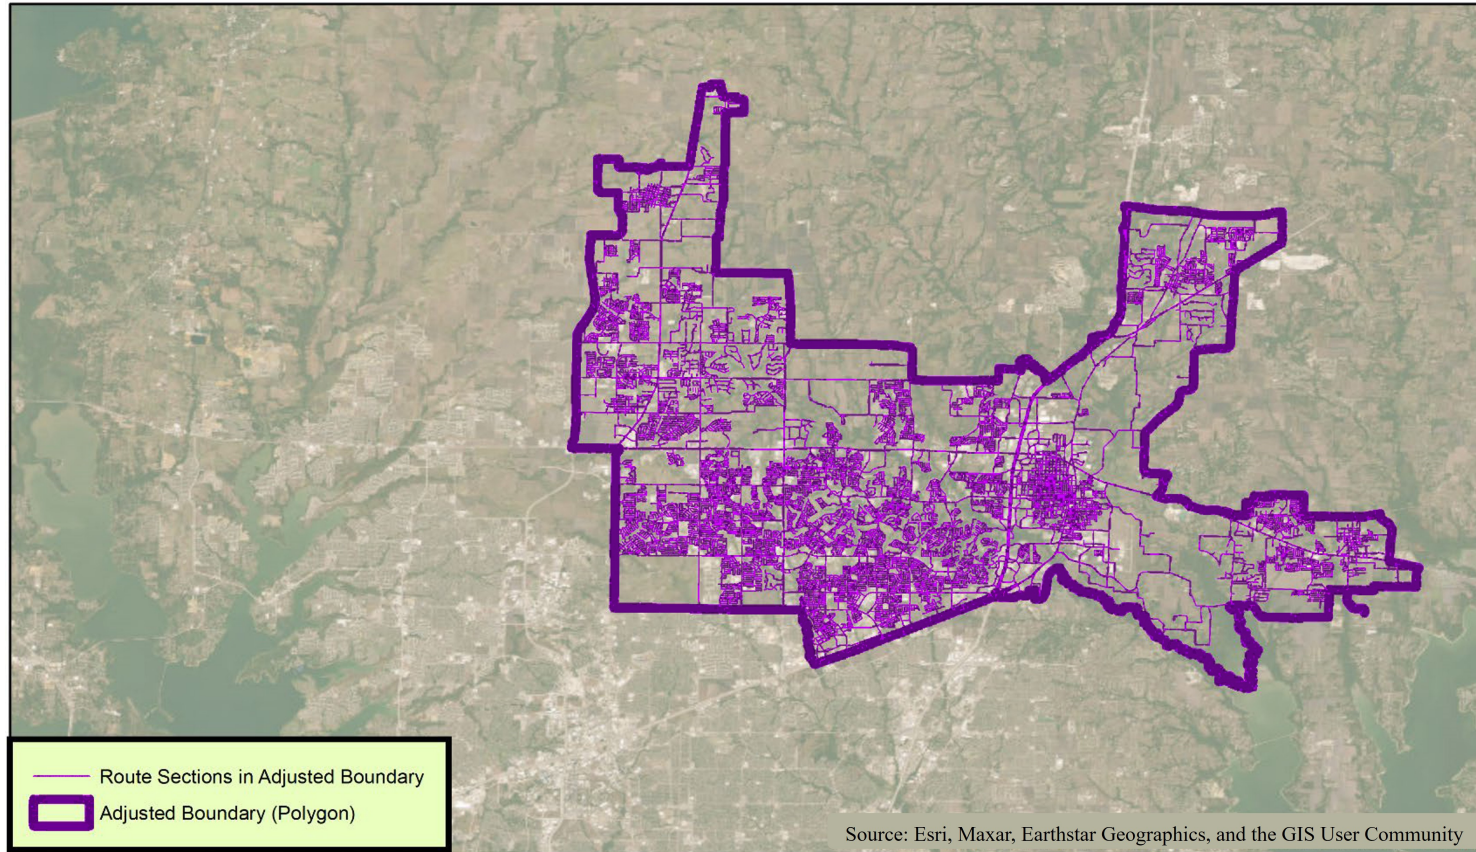 Route Sections in Adjusted Boundary
Adjusted Boundary (Polygon)
Source: Esri, Maxar, Earthstar Geographics, and the GIS User Community